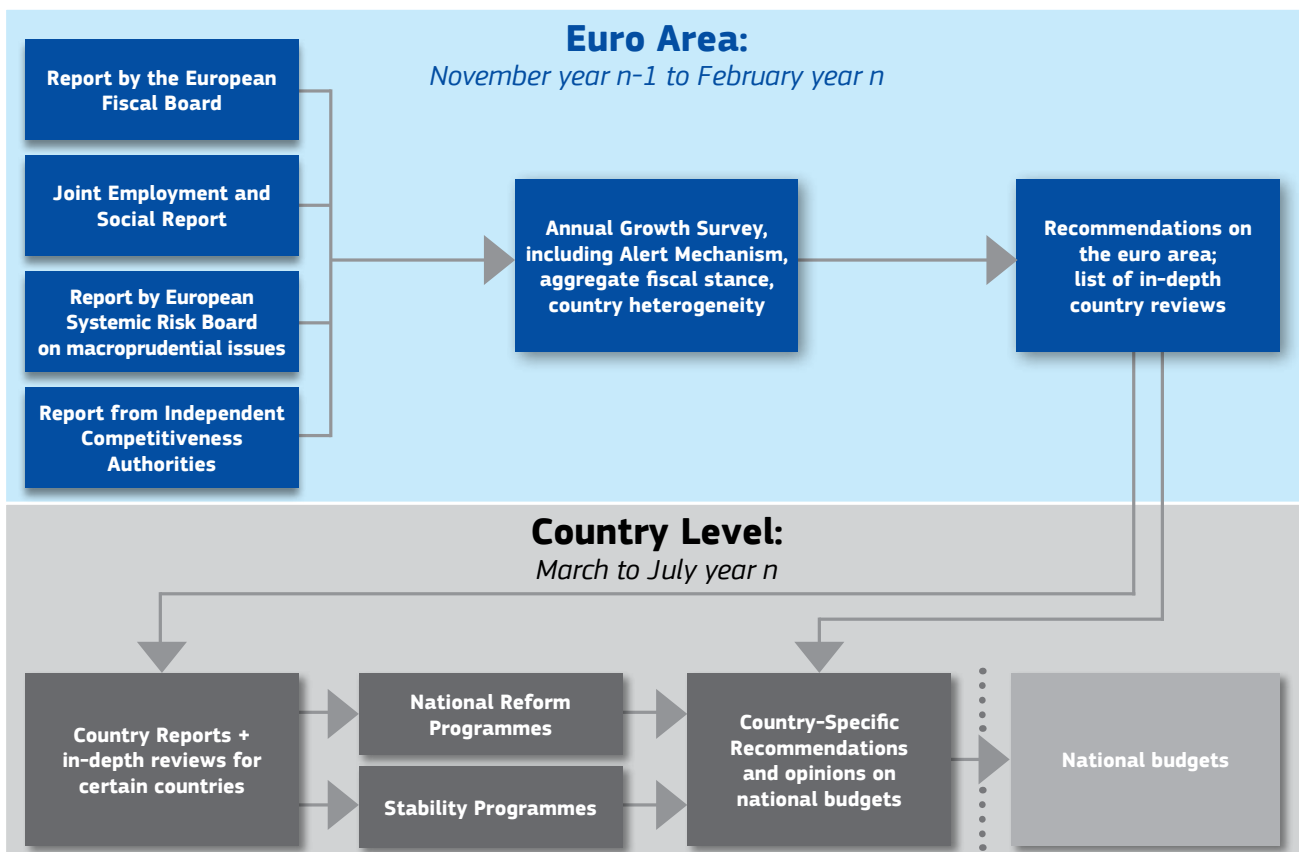 Euro Area:
November year n-1 to February year n
Report by the European
Fiscal Board
Joint Employment and
Social Report
Report by European
Systemic Risk Board
on macroprudential issues
Report from Independent
Competitiveness
Authorities
Annual Growth Survey,
including Alert Mechanism,
aggregate fiscal stance,
country heterogeneity
Recommendations on
the euro area;
list of in-depth
country reviews
Country Level:
March to July year n
Country Reports +
in-depth reviews for
certain countries
National Reform
Programmes
Stability Programmes
Country-Specific
Recommendations
and opinions on
national budgets
National budgets